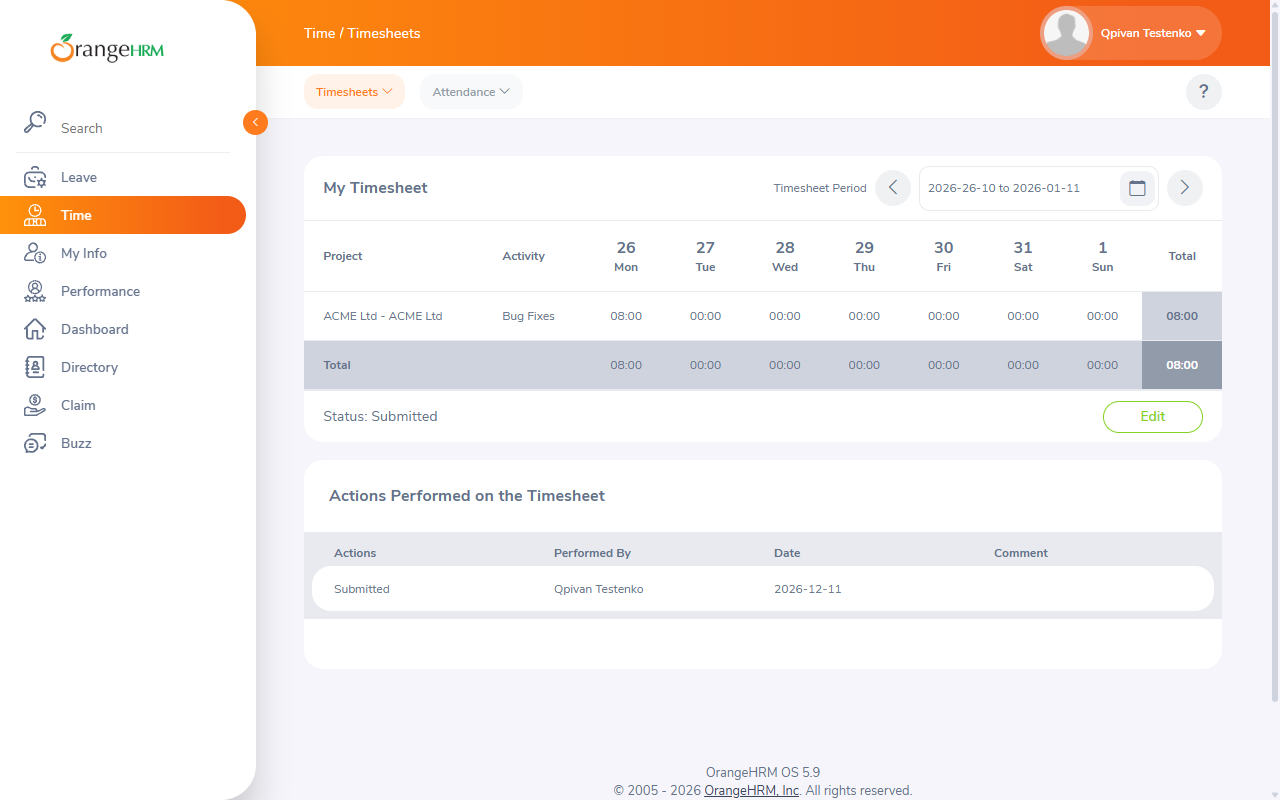 OrangeHRM
Time / Timesheets
Qpivan Testenko
Timesheets
Attendance
?
Search
Leave
Time
My Info
Performance
Dashboard
Directory
Claim
Buzz
My Timesheet
Timesheet Period
2026-26-10 to 2026-01-11
Project Activity 26 Mon 27 Tue 28 Wed 29 Thu 30 Fri 31 Sat 1 Sun Total
ACME Ltd - ACME Ltd Bug Fixes 08:00 00:00 00:00 00:00 00:00 00:00 00:00 08:00
Total 08:00 00:00 00:00 00:00 00:00 00:00 00:00 08:00
Status: Submitted
Edit
Actions Performed on the Timesheet
Actions Performed By Date Comment
Submitted Qpivan Testenko 2026-12-11
OrangeHRM OS 5.9
© 2005 - 2026 OrangeHRM, Inc. All rights reserved.